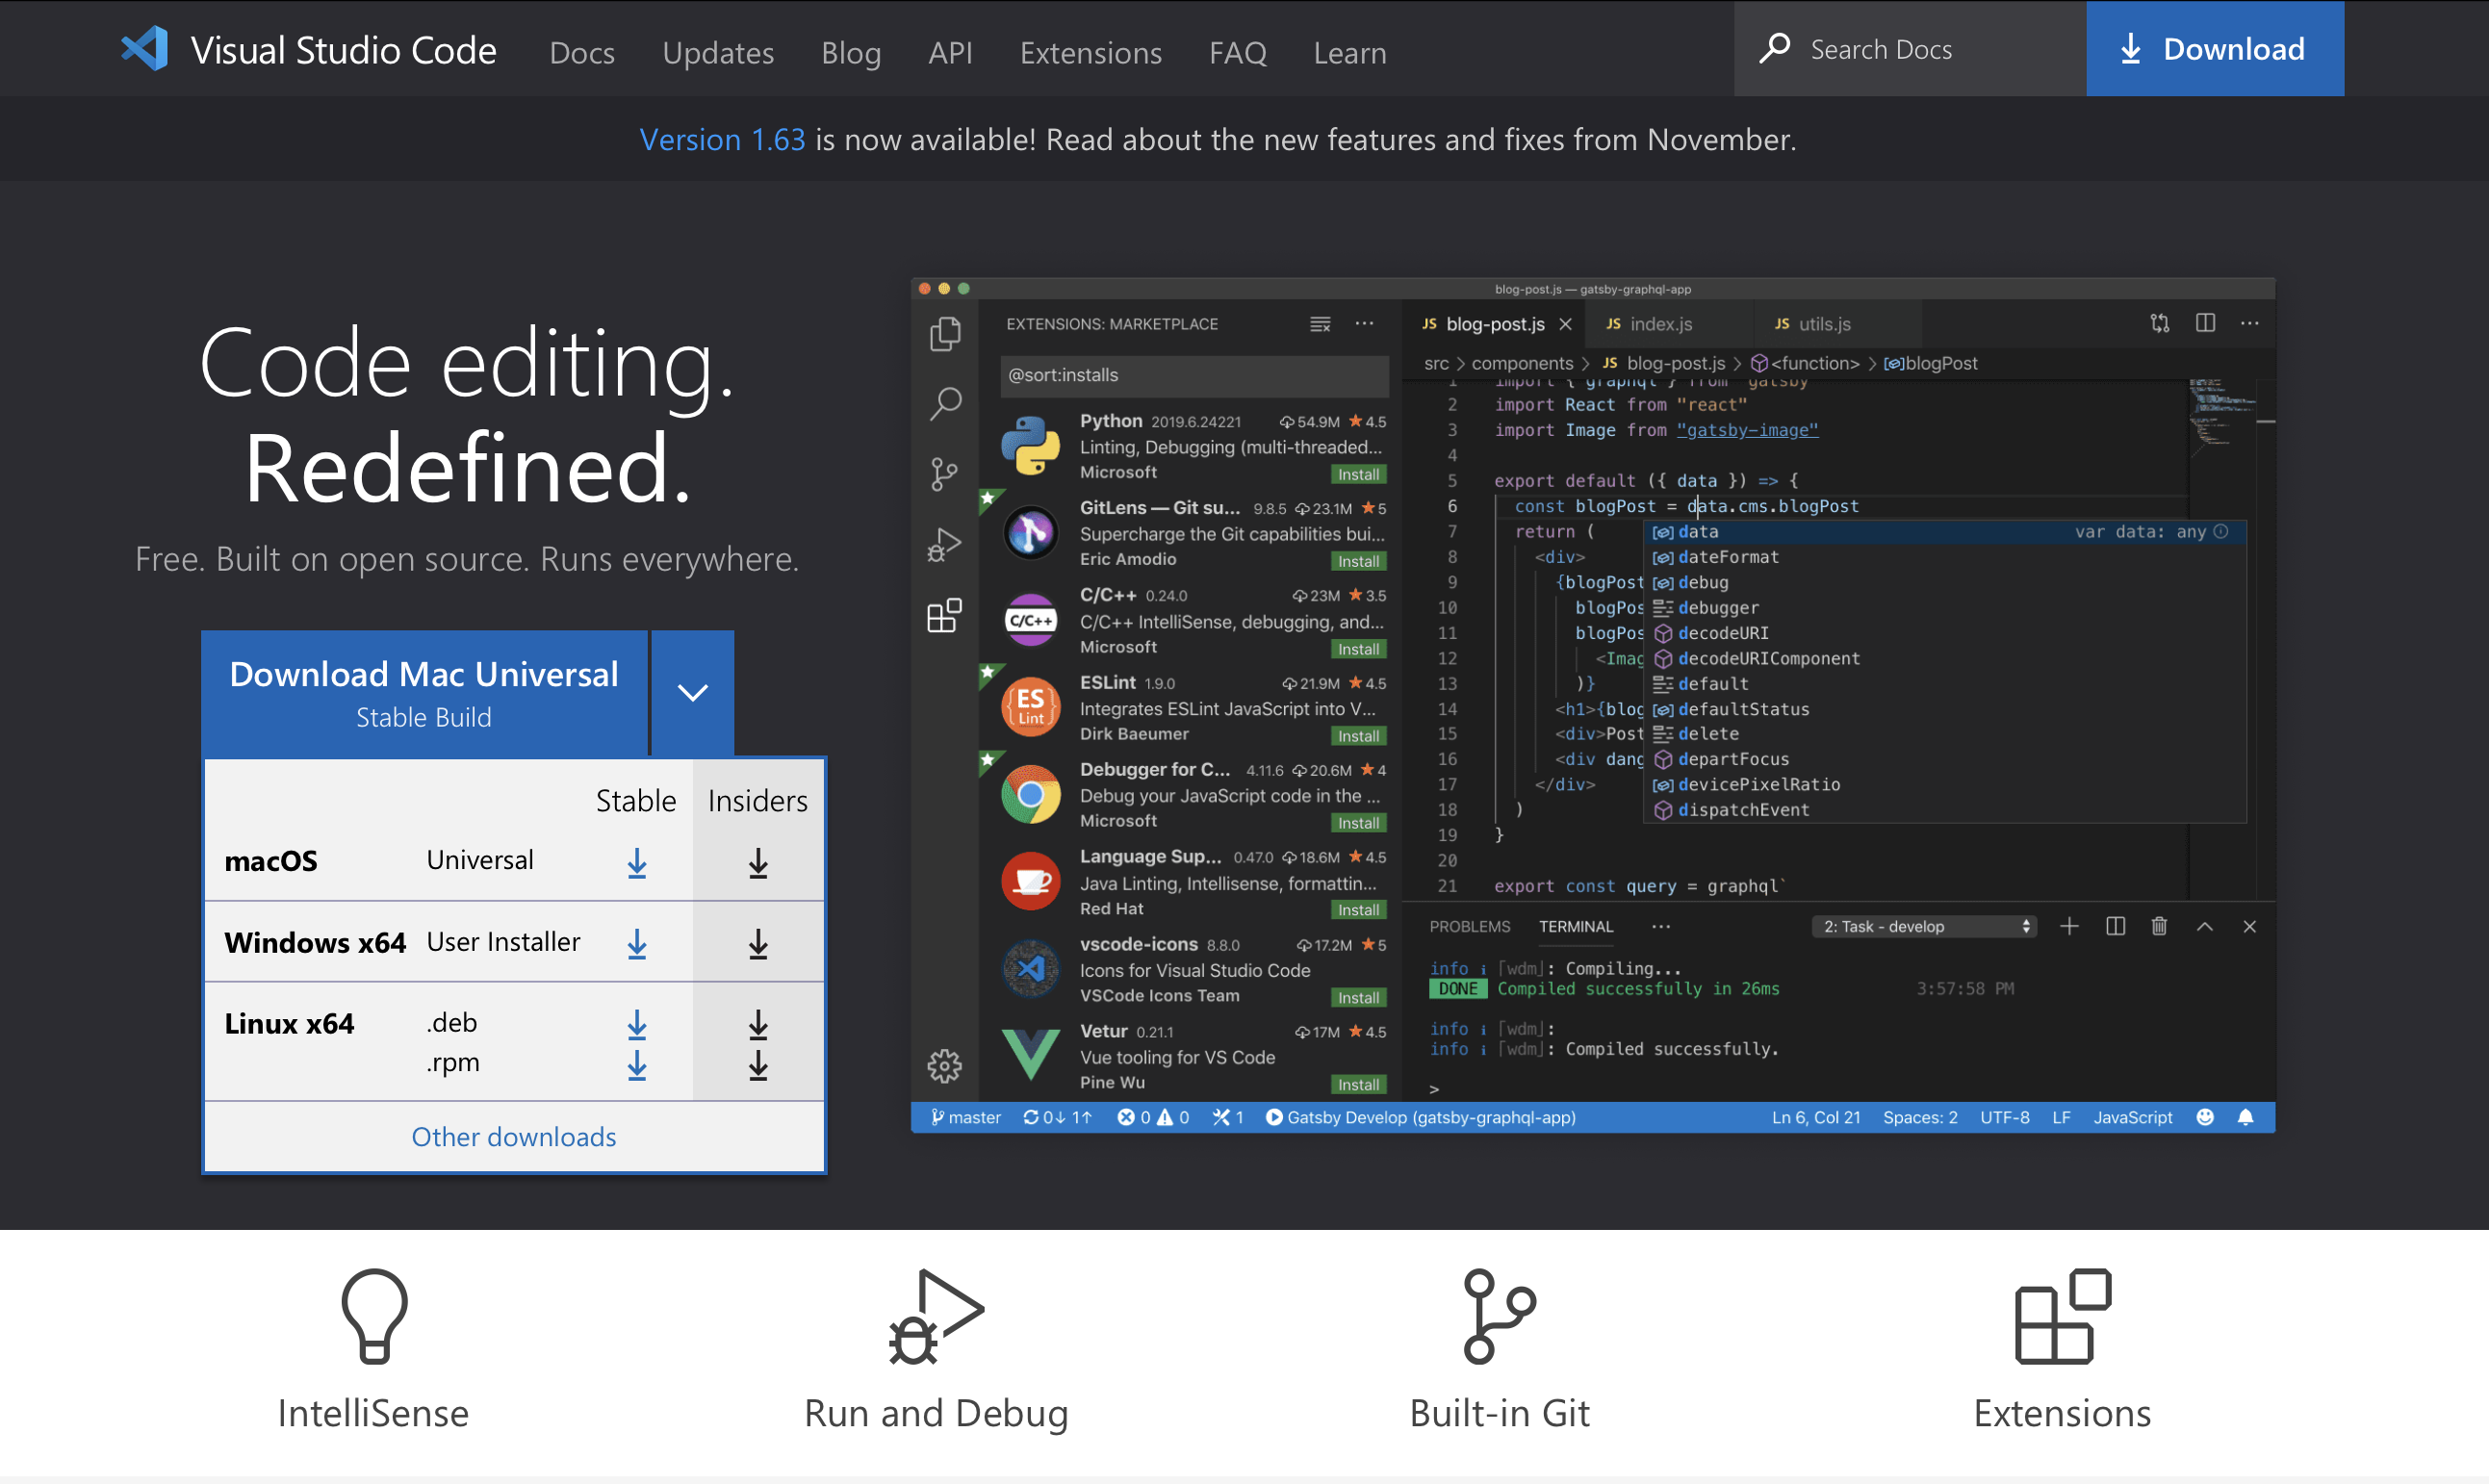 Visual Studio Code Docs Updates Blog API Extensions FAQ Learn Search Docs Download
Version 1.63 is now available! Read about the new features and fixes from November.
Code editing.
Redefined.
Free. Built on open source. Runs everywhere.
Download Mac Universal
Stable Build
Stable Insiders
macOS Universal
Windows x64 User Installer
Linux x64 .deb
.rpm
Other downloads
blog-post.js — gatsby-graphql-app
EXTENSIONS: MARKETPLACE
@sort:installs
Python 2019.6.24221 54.9M 4.5
Linting, Debugging (multi-threaded...
Microsoft Install
GitLens — Git su... 9.8.5 23.1M 5
Supercharge the Git capabilities bui...
Eric Amodio Install
C/C++
C/C++ 0.24.0 23M 3.5
C/C++ IntelliSense, debugging, and...
Microsoft Install
ES Lint
ESLint 1.9.0 21.9M 4.5
Integrates ESLint JavaScript into V...
Dirk Baeumer Install
Debugger for C... 4.11.6 20.6M 4
Debug your JavaScript code in the ...
Microsoft Install
Language Sup... 0.47.0 18.6M 4.5
Java Linting, Intellisense, formattin...
Red Hat Install
vscode-icons 8.8.0 17.2M 5
Icons for Visual Studio Code
VSCode Icons Team Install
Vetur 0.21.1 17M 4.5
Vue tooling for VS Code
Pine Wu Install
JS blog-post.js JS index.js JS utils.js
src > components > JS blog-post.js > <function> > blogPost
1 import { graphql } from "gatsby"
2 import React from "react"
3 import Image from "gatsby-image"
4
5 export default ({ data }) => {
6 const blogPost = data.cms.blogPost
7 return (
8 <div>
9 {blogPost
10 blogPos
11 blogPos
12 <Imag
13 )}
14 <h1>{blog
15 <div>Post
16 <div dang
17 </div>
18 )
19 }
20
21 export const query = graphql`
data var data: any
dateFormat
debug
debugger
decodeURI
decodeURIComponent
default
defaultStatus
delete
departFocus
devicePixelRatio
dispatchEvent
PROBLEMS TERMINAL ... 2: Task - develop
info i ｢wdm｣: Compiling...
DONE Compiled successfully in 26ms 3:57:58 PM
info i ｢wdm｣:
info i ｢wdm｣: Compiled successfully.
>
master 0↓ 1↑ 0 0 1 Gatsby Develop (gatsby-graphql-app) Ln 6, Col 21 Spaces: 2 UTF-8 LF JavaScript
IntelliSense Run and Debug Built-in Git Extensions